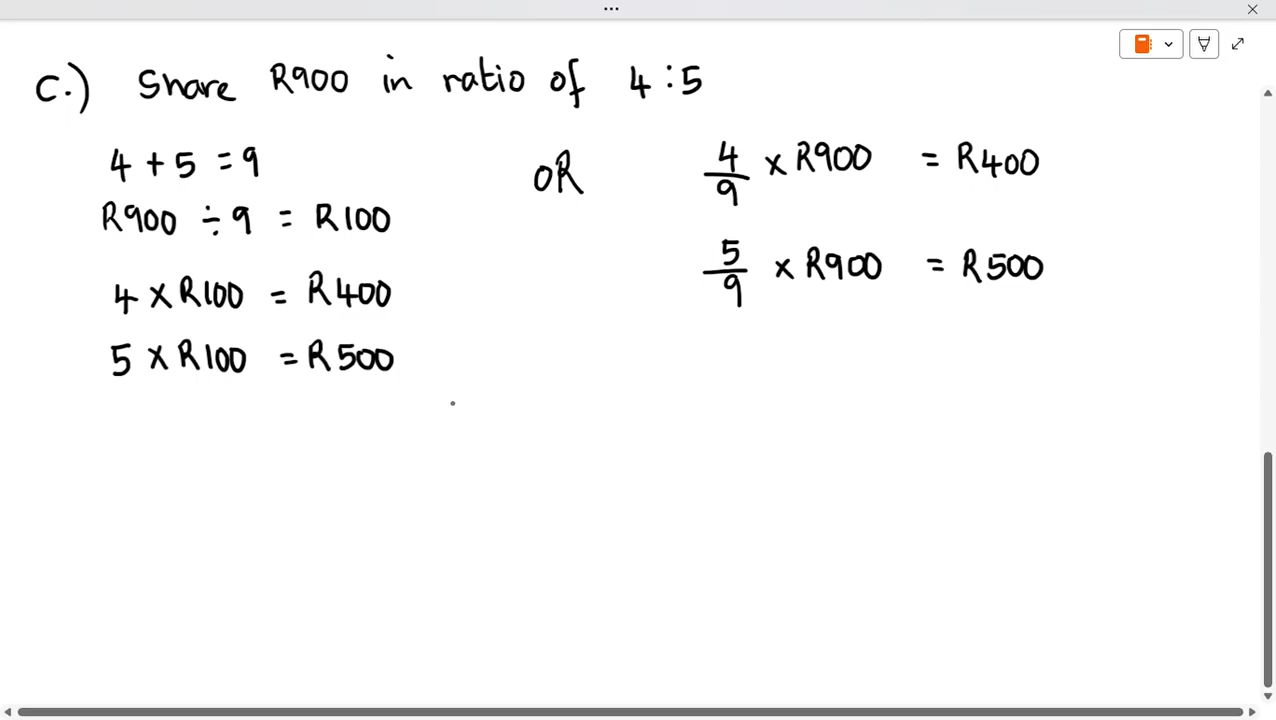 C.) Share R900 in ratio of 4:5
4 + 5 = 9
R900 ÷ 9 = R100
4 × R100 = R400
5 × R100 = R500
OR
4/9 × R900 = R400
5/9 × R900 = R500